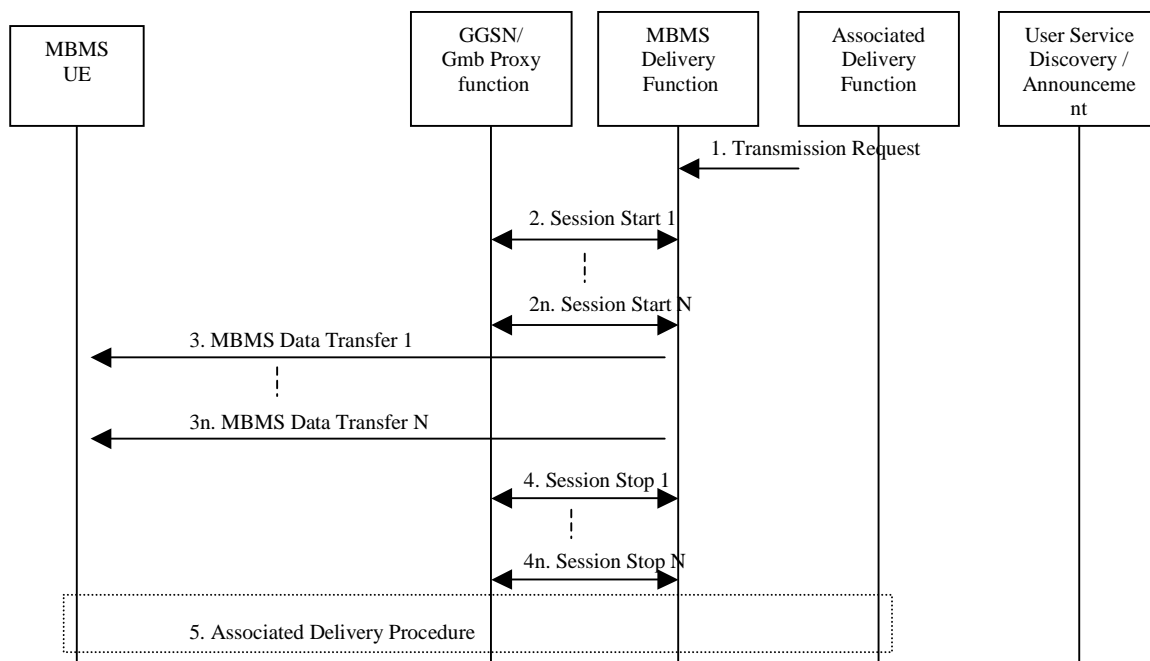 MBMS
UE
GGSN/
Gmb Proxy
function
MBMS
Delivery
Function
Associated
Delivery
Function
User Service
Discovery /
Announceme
nt
1. Transmission Request
2. Session Start 1
2n. Session Start N
3. MBMS Data Transfer 1
3n. MBMS Data Transfer N
4. Session Stop 1
4n. Session Stop N
5. Associated Delivery Procedure